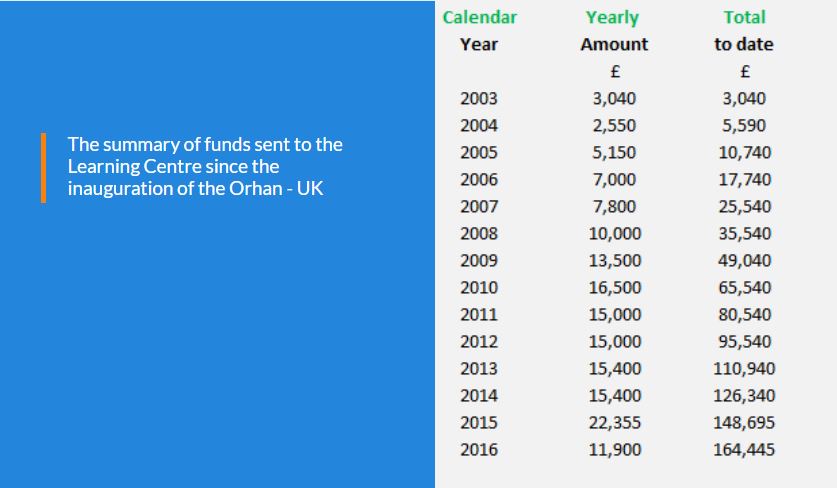 The summary of funds sent to the
Learning Centre since the
inauguration of the Orhan - UK
Calendar Yearly Total
Year Amount to date
£ £
2003 3,040 3,040
2004 2,550 5,590
2005 5,150 10,740
2006 7,000 17,740
2007 7,800 25,540
2008 10,000 35,540
2009 13,500 49,040
2010 16,500 65,540
2011 15,000 80,540
2012 15,000 95,540
2013 15,400 110,940
2014 15,400 126,340
2015 22,355 148,695
2016 11,900 164,445